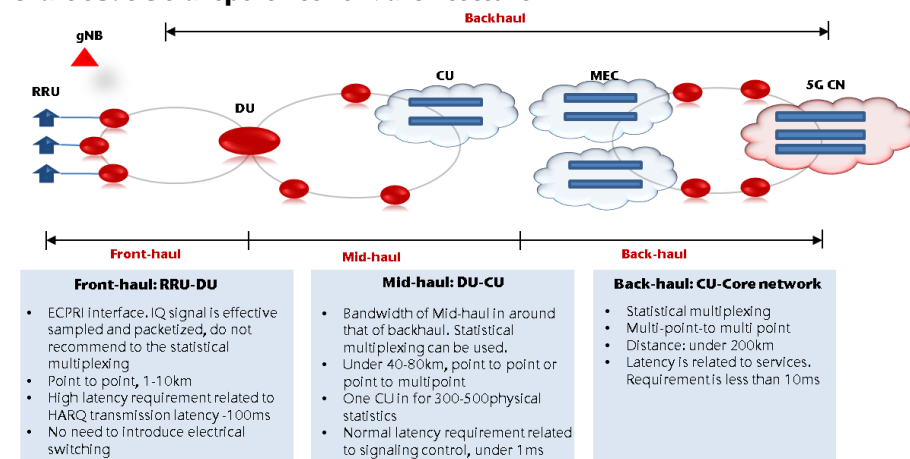 Backhaul
gNB
RRU
DU
CU
MEC
5G CN
Front-haul
Mid-haul
Back-haul
Front-haul: RRU-DU
• ECPRI interface. IQ signal is effective
sampled and packetized, do not
recommend to the statistical
multiplexing
• Point to point, 1-10km
• High latency requirement related to
HARQ transmission latency -100ms
• No need to introduce electrical
switching
Mid-haul: DU-CU
• Bandwidth of Mid-haul in around
that of backhaul. Statistical
multiplexing can be used.
• Under 40-80km, point to point or
point to multipoint
• One CU in for 300-500physical
statistics
• Normal latency requirement related
to signaling control, under 1ms
Back-haul: CU-Core network
• Statistical multiplexing
• Multi-point-to multi point
• Distance: under 200km
• Latency is related to services.
Requirement is less than 10ms